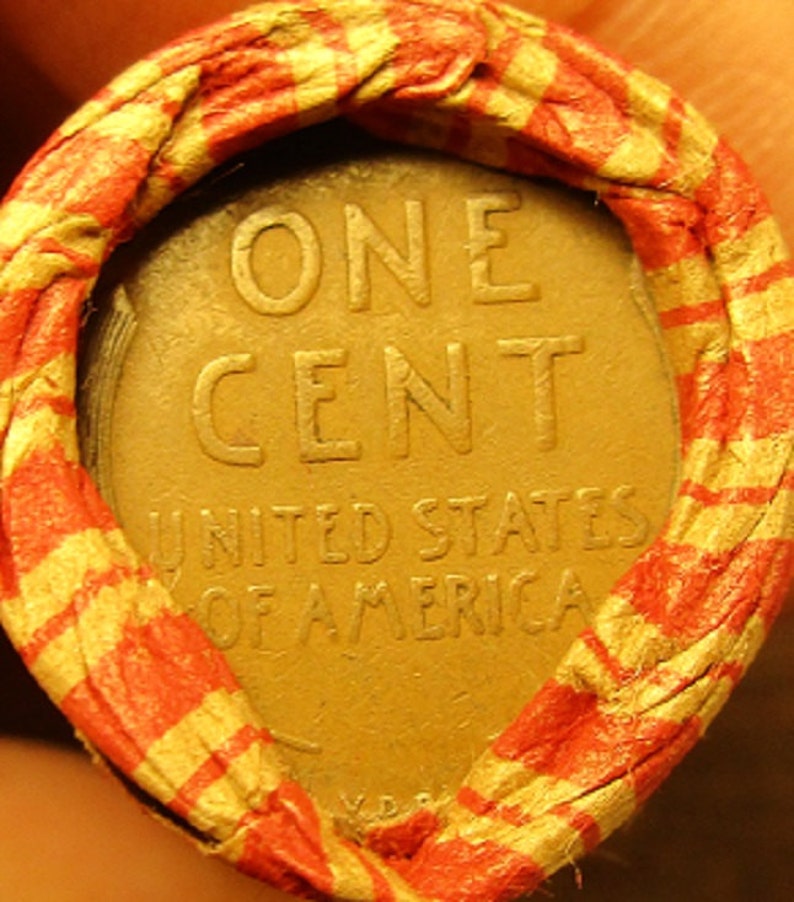 ONE
CENT
UNITED STATES
OF AMERICA
V.D.B.